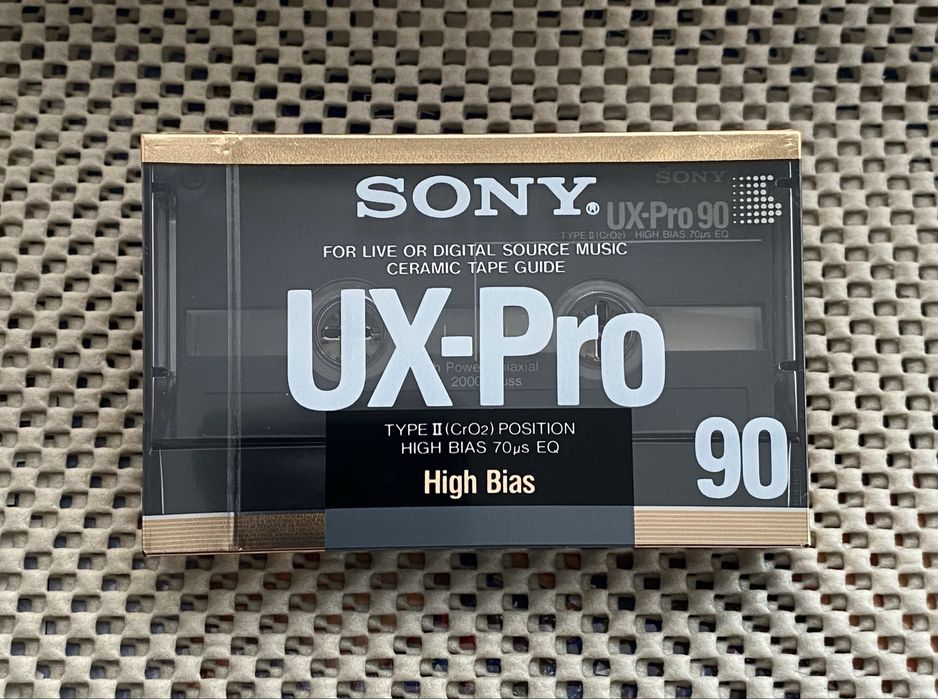 SONY®
SONY
UX-Pro 90
TYPE II (CrO2) HIGH BIAS 70μs EQ
FOR LIVE OR DIGITAL SOURCE MUSIC
CERAMIC TAPE GUIDE
UX-Pro
2000
TYPE II (CrO2) POSITION
HIGH BIAS 70μs EQ
High Bias
90